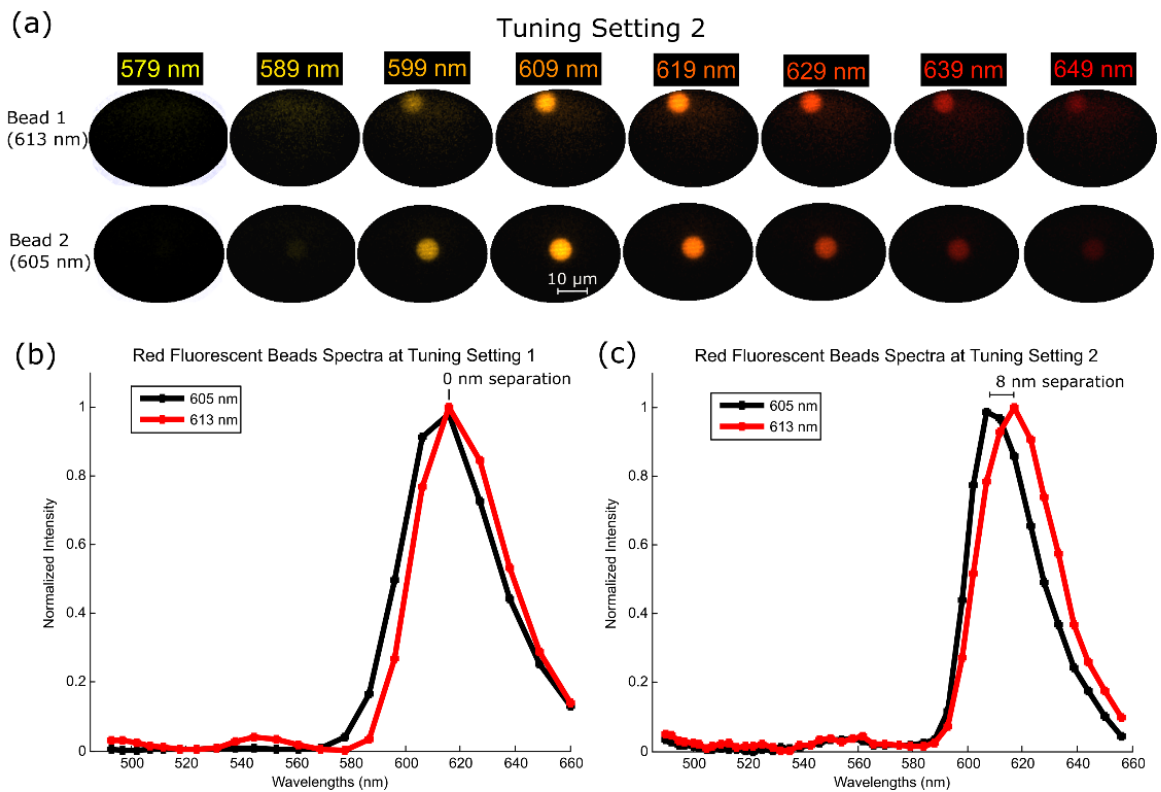 (a)
Tuning Setting 2
579 nm 589 nm 599 nm 609 nm 619 nm 629 nm 639 nm 649 nm
Bead 1
(613 nm)
Bead 2
(605 nm)
10 μm
(b)
Red Fluorescent Beads Spectra at Tuning Setting 1
0 nm separation
605 nm
613 nm
1
0.8
0.6
0.4
0.2
0
Normalized Intensity
500 520 540 560 580 600 620 640 660
Wavelengths (nm)
(c)
Red Fluorescent Beads Spectra at Tuning Setting 2
8 nm separation
605 nm
613 nm
1
0.8
0.6
0.4
0.2
0
Normalized Intensity
500 520 540 560 580 600 620 640 660
Wavelengths (nm)